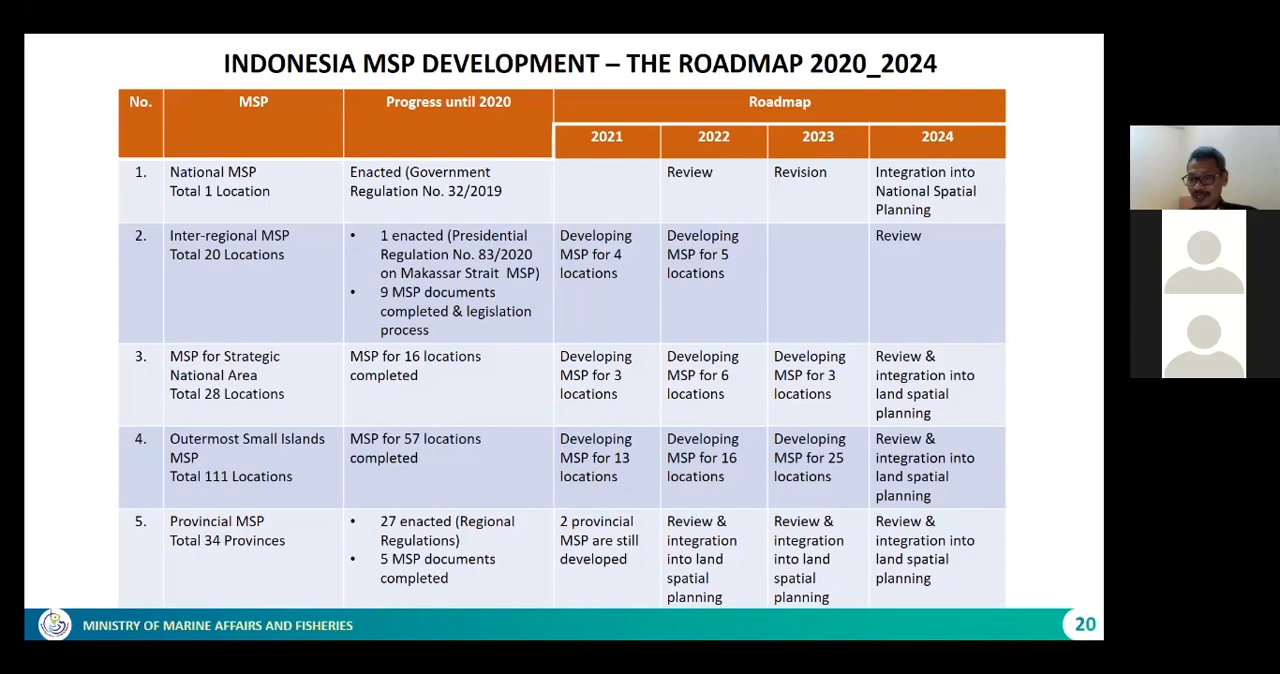 INDONESIA MSP DEVELOPMENT – THE ROADMAP 2020_2024
No.
MSP
Progress until 2020
Roadmap
2021
2022
2023
2024
1.
National MSP
Total 1 Location
Enacted (Government
Regulation No. 32/2019
Review
Revision
Integration into
National Spatial
Planning
2.
Inter-regional MSP
Total 20 Locations
• 1 enacted (Presidential
Regulation No. 83/2020
on Makassar Strait MSP)
• 9 MSP documents
completed & legislation
process
Developing
MSP for 4
locations
Developing
MSP for 5
locations
Review
3.
MSP for Strategic
National Area
Total 28 Locations
MSP for 16 locations
completed
Developing
MSP for 3
locations
Developing
MSP for 6
locations
Developing
MSP for 3
locations
Review &
integration into
land spatial
planning
4.
Outermost Small Islands
MSP
Total 111 Locations
MSP for 57 locations
completed
Developing
MSP for 13
locations
Developing
MSP for 16
locations
Developing
MSP for 25
locations
Review &
integration into
land spatial
planning
5.
Provincial MSP
Total 34 Provinces
• 27 enacted (Regional
Regulations)
• 5 MSP documents
completed
2 provincial
MSP are still
developed
Review &
integration
into land
spatial
planning
Review &
integration
into land
spatial
planning
Review &
integration into
land spatial
planning
MINISTRY OF MARINE AFFAIRS AND FISHERIES
20